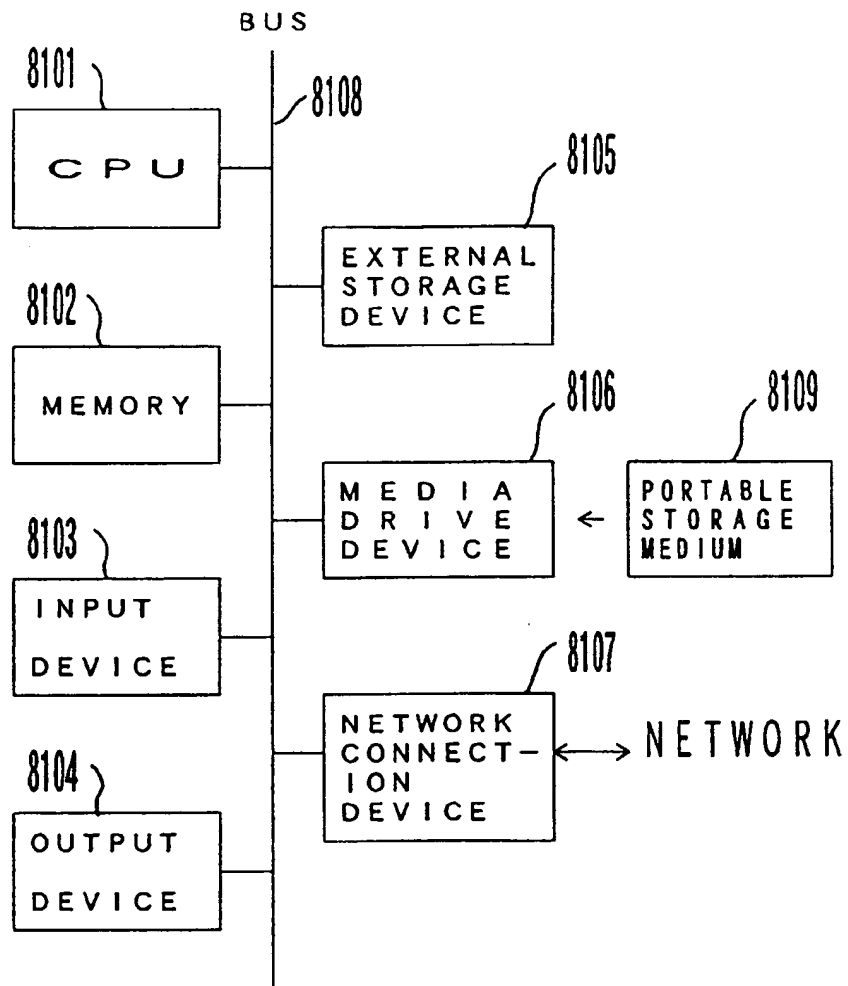 BUS
8101
8108
CPU
8105
EXTERNAL
STORAGE
DEVICE
8102
MEMORY
8106
8109
MEDIA
DRIVE
DEVICE
PORTABLE
STORAGE
MEDIUM
8103
INPUT
DEVICE
8107
NETWORK
CONNECT-
ION
DEVICE
NETWORK
8104
OUTPUT
DEVICE